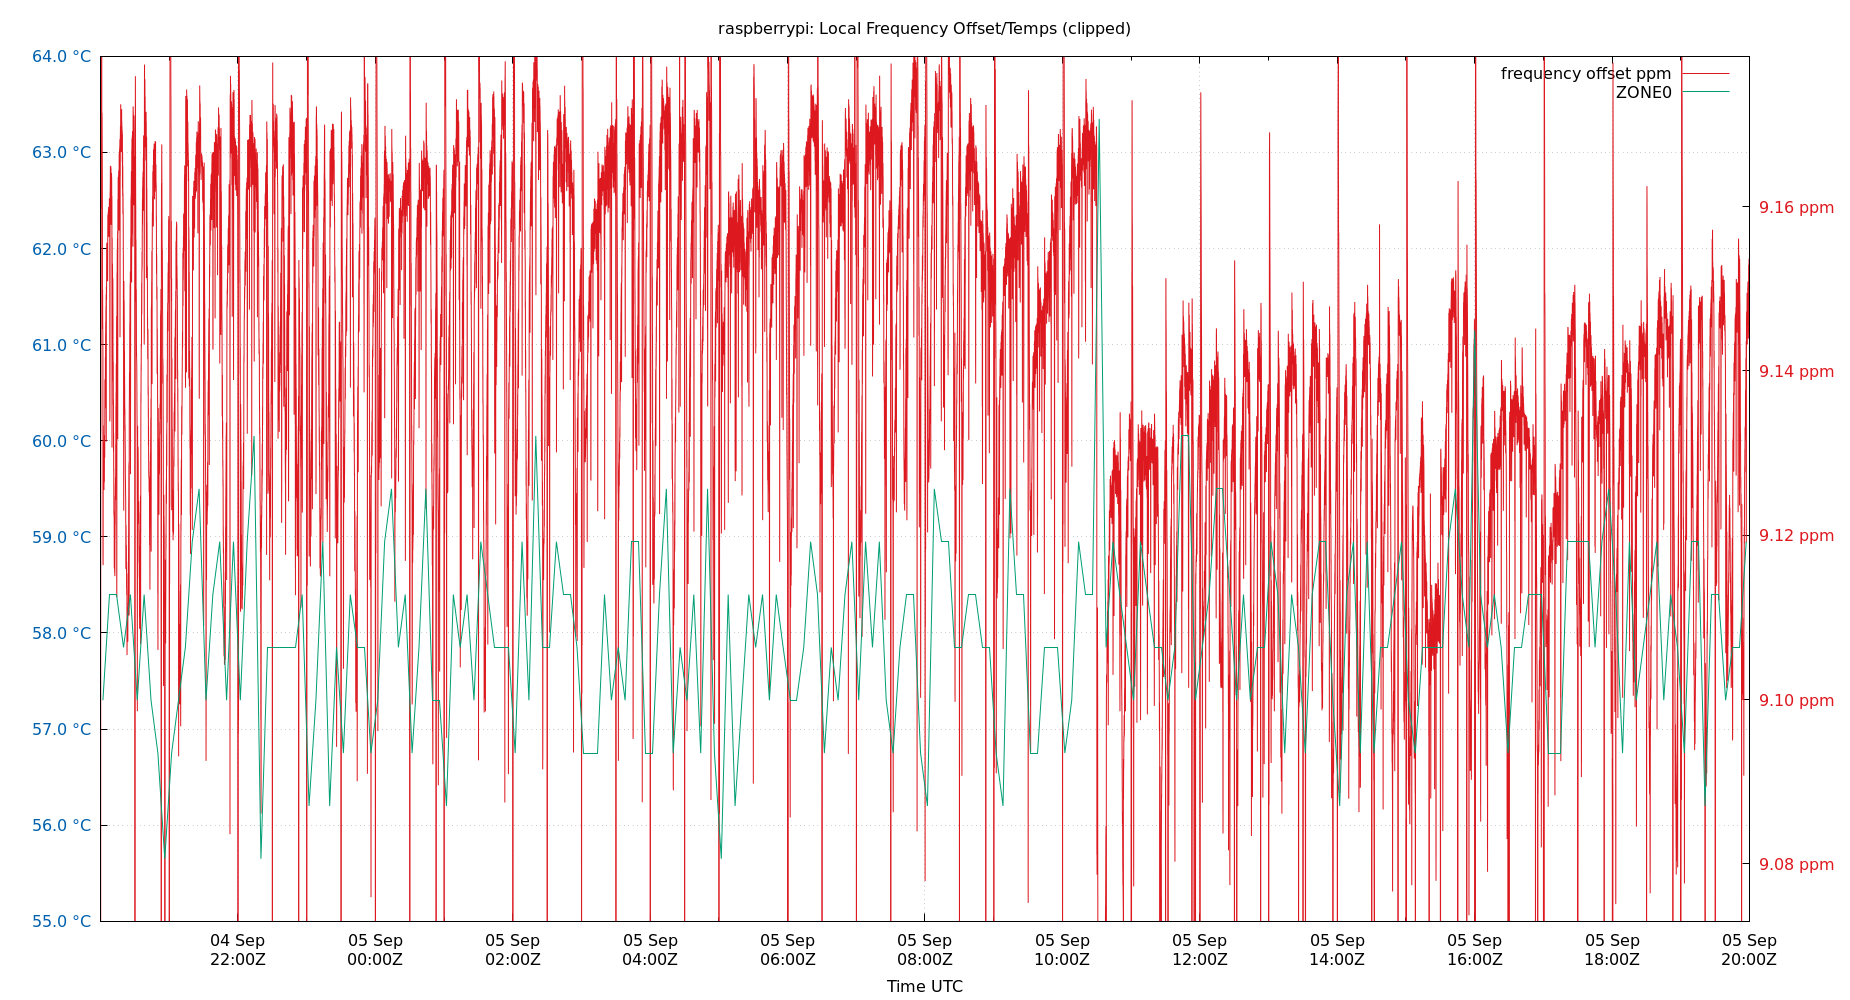 raspberrypi: Local Frequency Offset/Temps (clipped)
frequency offset ppm
ZONE0
64.0 °C
63.0 °C
62.0 °C
61.0 °C
60.0 °C
59.0 °C
58.0 °C
57.0 °C
56.0 °C
55.0 °C
9.16 ppm
9.14 ppm
9.12 ppm
9.10 ppm
9.08 ppm
04 Sep 05 Sep 05 Sep 05 Sep 05 Sep 05 Sep 05 Sep 05 Sep 05 Sep 05 Sep 05 Sep 05 Sep
22:00Z 00:00Z 02:00Z 04:00Z 06:00Z 08:00Z 10:00Z 12:00Z 14:00Z 16:00Z 18:00Z 20:00Z
Time UTC